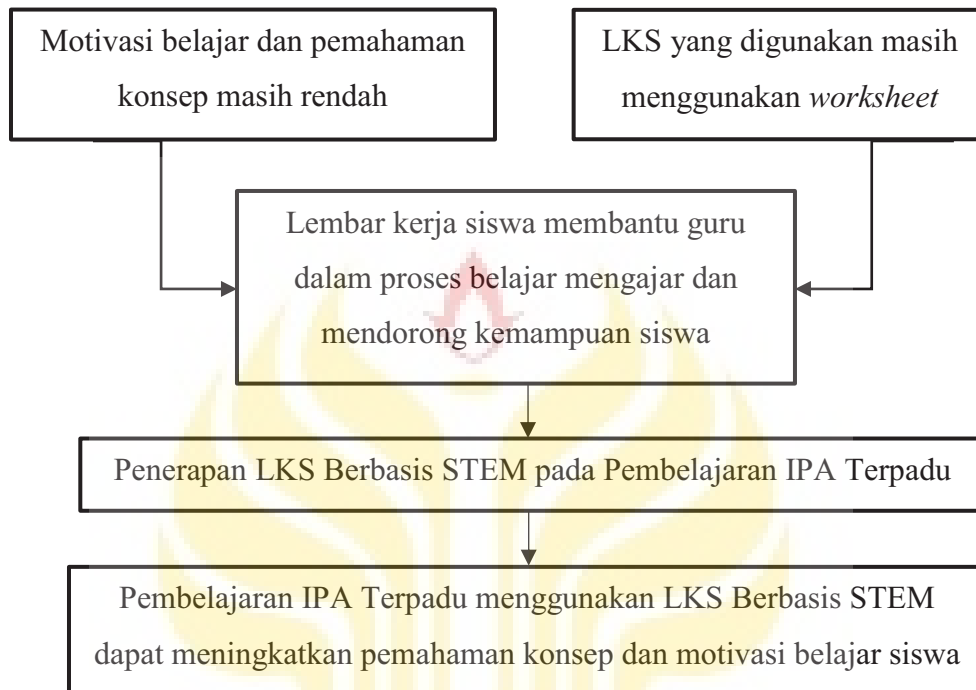 Motivasi belajar dan pemahaman
konsep masih rendah
LKS yang digunakan masih
menggunakan worksheet
Lembar kerja siswa membantu guru
dalam proses belajar mengajar dan
mendorong kemampuan siswa
Penerapan LKS Berbasis STEM pada Pembelajaran IPA Terpadu
Pembelajaran IPA Terpadu menggunakan LKS Berbasis STEM
dapat meningkatkan pemahaman konsep dan motivasi belajar siswa